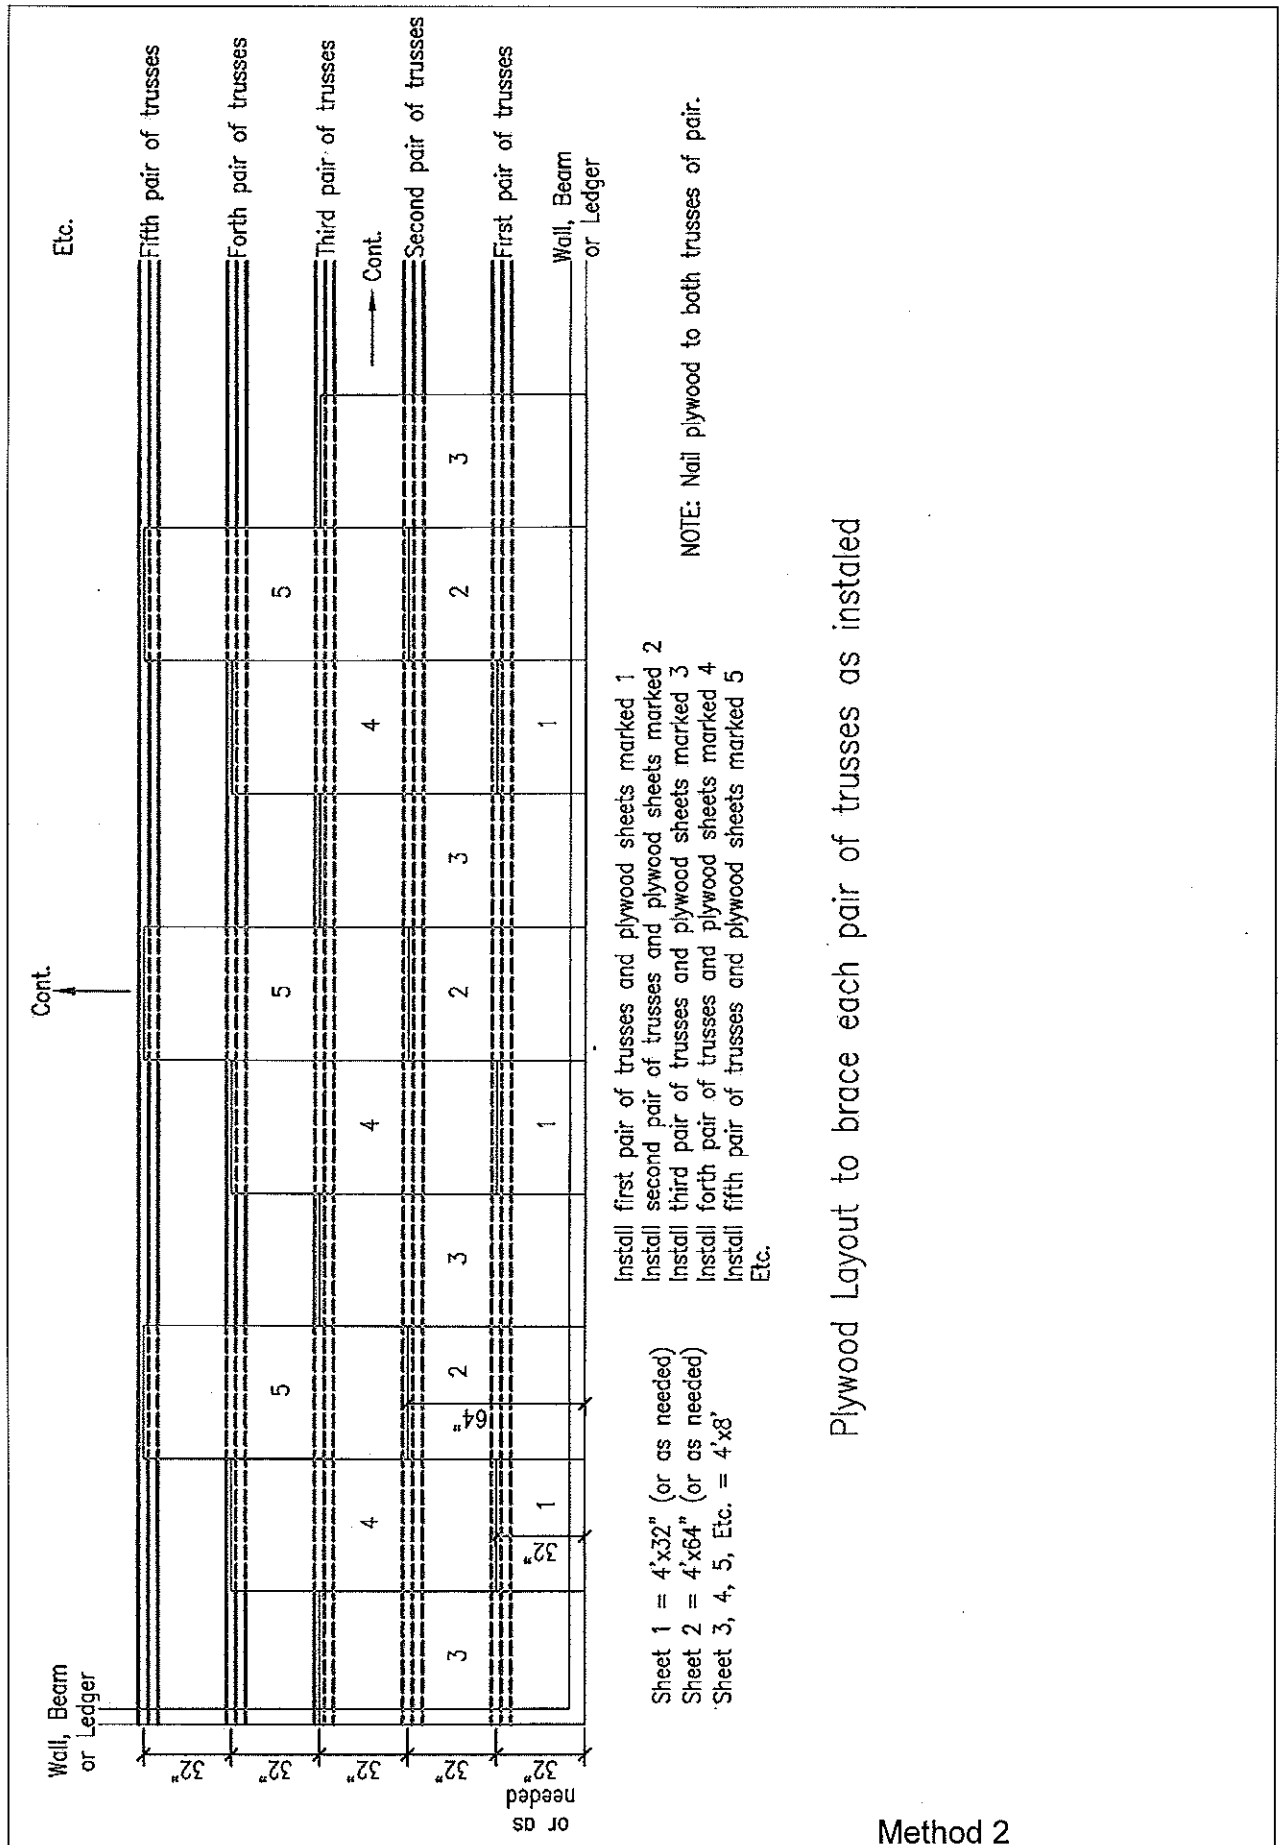 Wall, Beam
or Ledger
Cont.
Etc.
Fifth pair of trusses
Forth pair of trusses
Third pair of trusses
Cont.
Second pair of trusses
First pair of trusses
Wall, Beam
or Ledger
32"
32"
32"
32"
32"
or as
needed
5
5
5
4
4
4
3
2
3
2
3
2
3
64"
1
1
1
32"
Sheet 1 = 4'x32" (or as needed)
Sheet 2 = 4'x64" (or as needed)
Sheet 3, 4, 5, Etc. = 4'x8'
Install first pair of trusses and plywood sheets marked 1
Install second pair of trusses and plywood sheets marked 2
Install third pair of trusses and plywood sheets marked 3
Install forth pair of trusses and plywood sheets marked 4
Install fifth pair of trusses and plywood sheets marked 5
Etc.
NOTE: Nail plywood to both trusses of pair.
Plywood Layout to brace each pair of trusses as instaled
Method 2